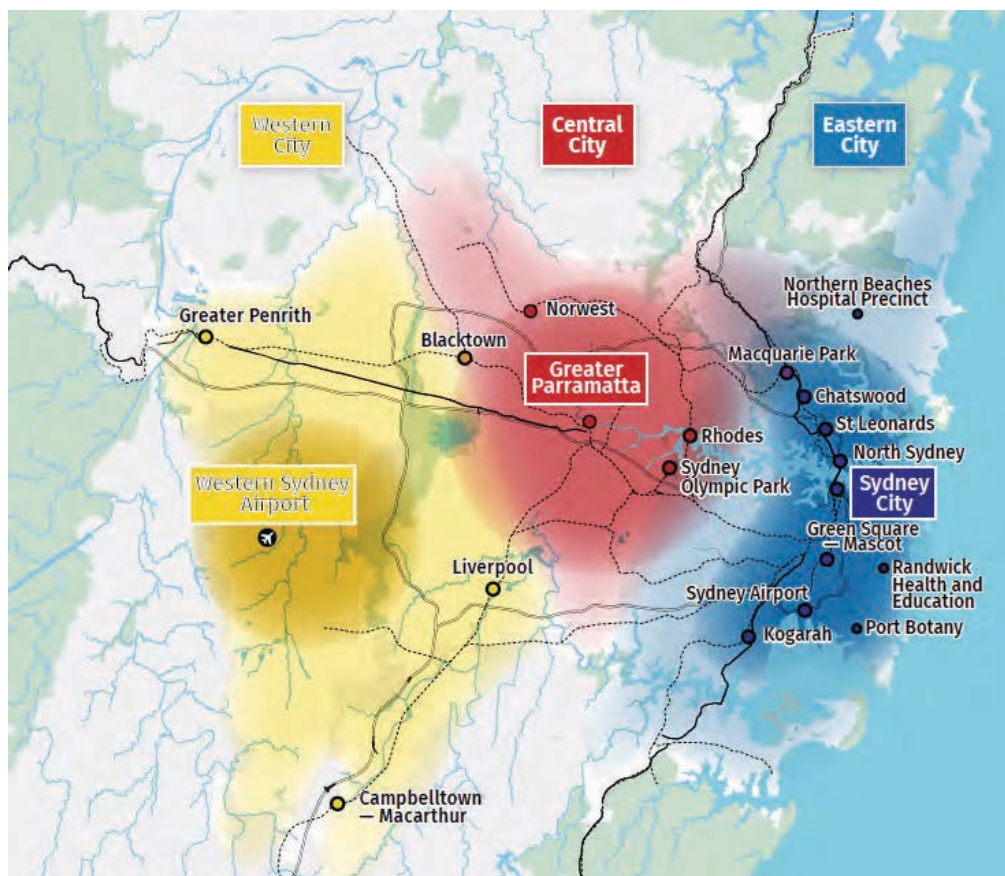 Western
City
Central
City
Eastern
City
Northern Beaches
Hospital Precinct
Norwest
Greater Penrith
Blacktown
Macquarie Park
Greater
Parramatta
Chatswood
St Leonards
Rhodes
North Sydney
Sydney
Olympic Park
Western Sydney
Airport
Sydney
City
Green Square
— Mascot
Liverpool
Randwick
Health and
Education
Sydney Airport
Port Botany
Kogarah
Campbelltown
— Macarthur